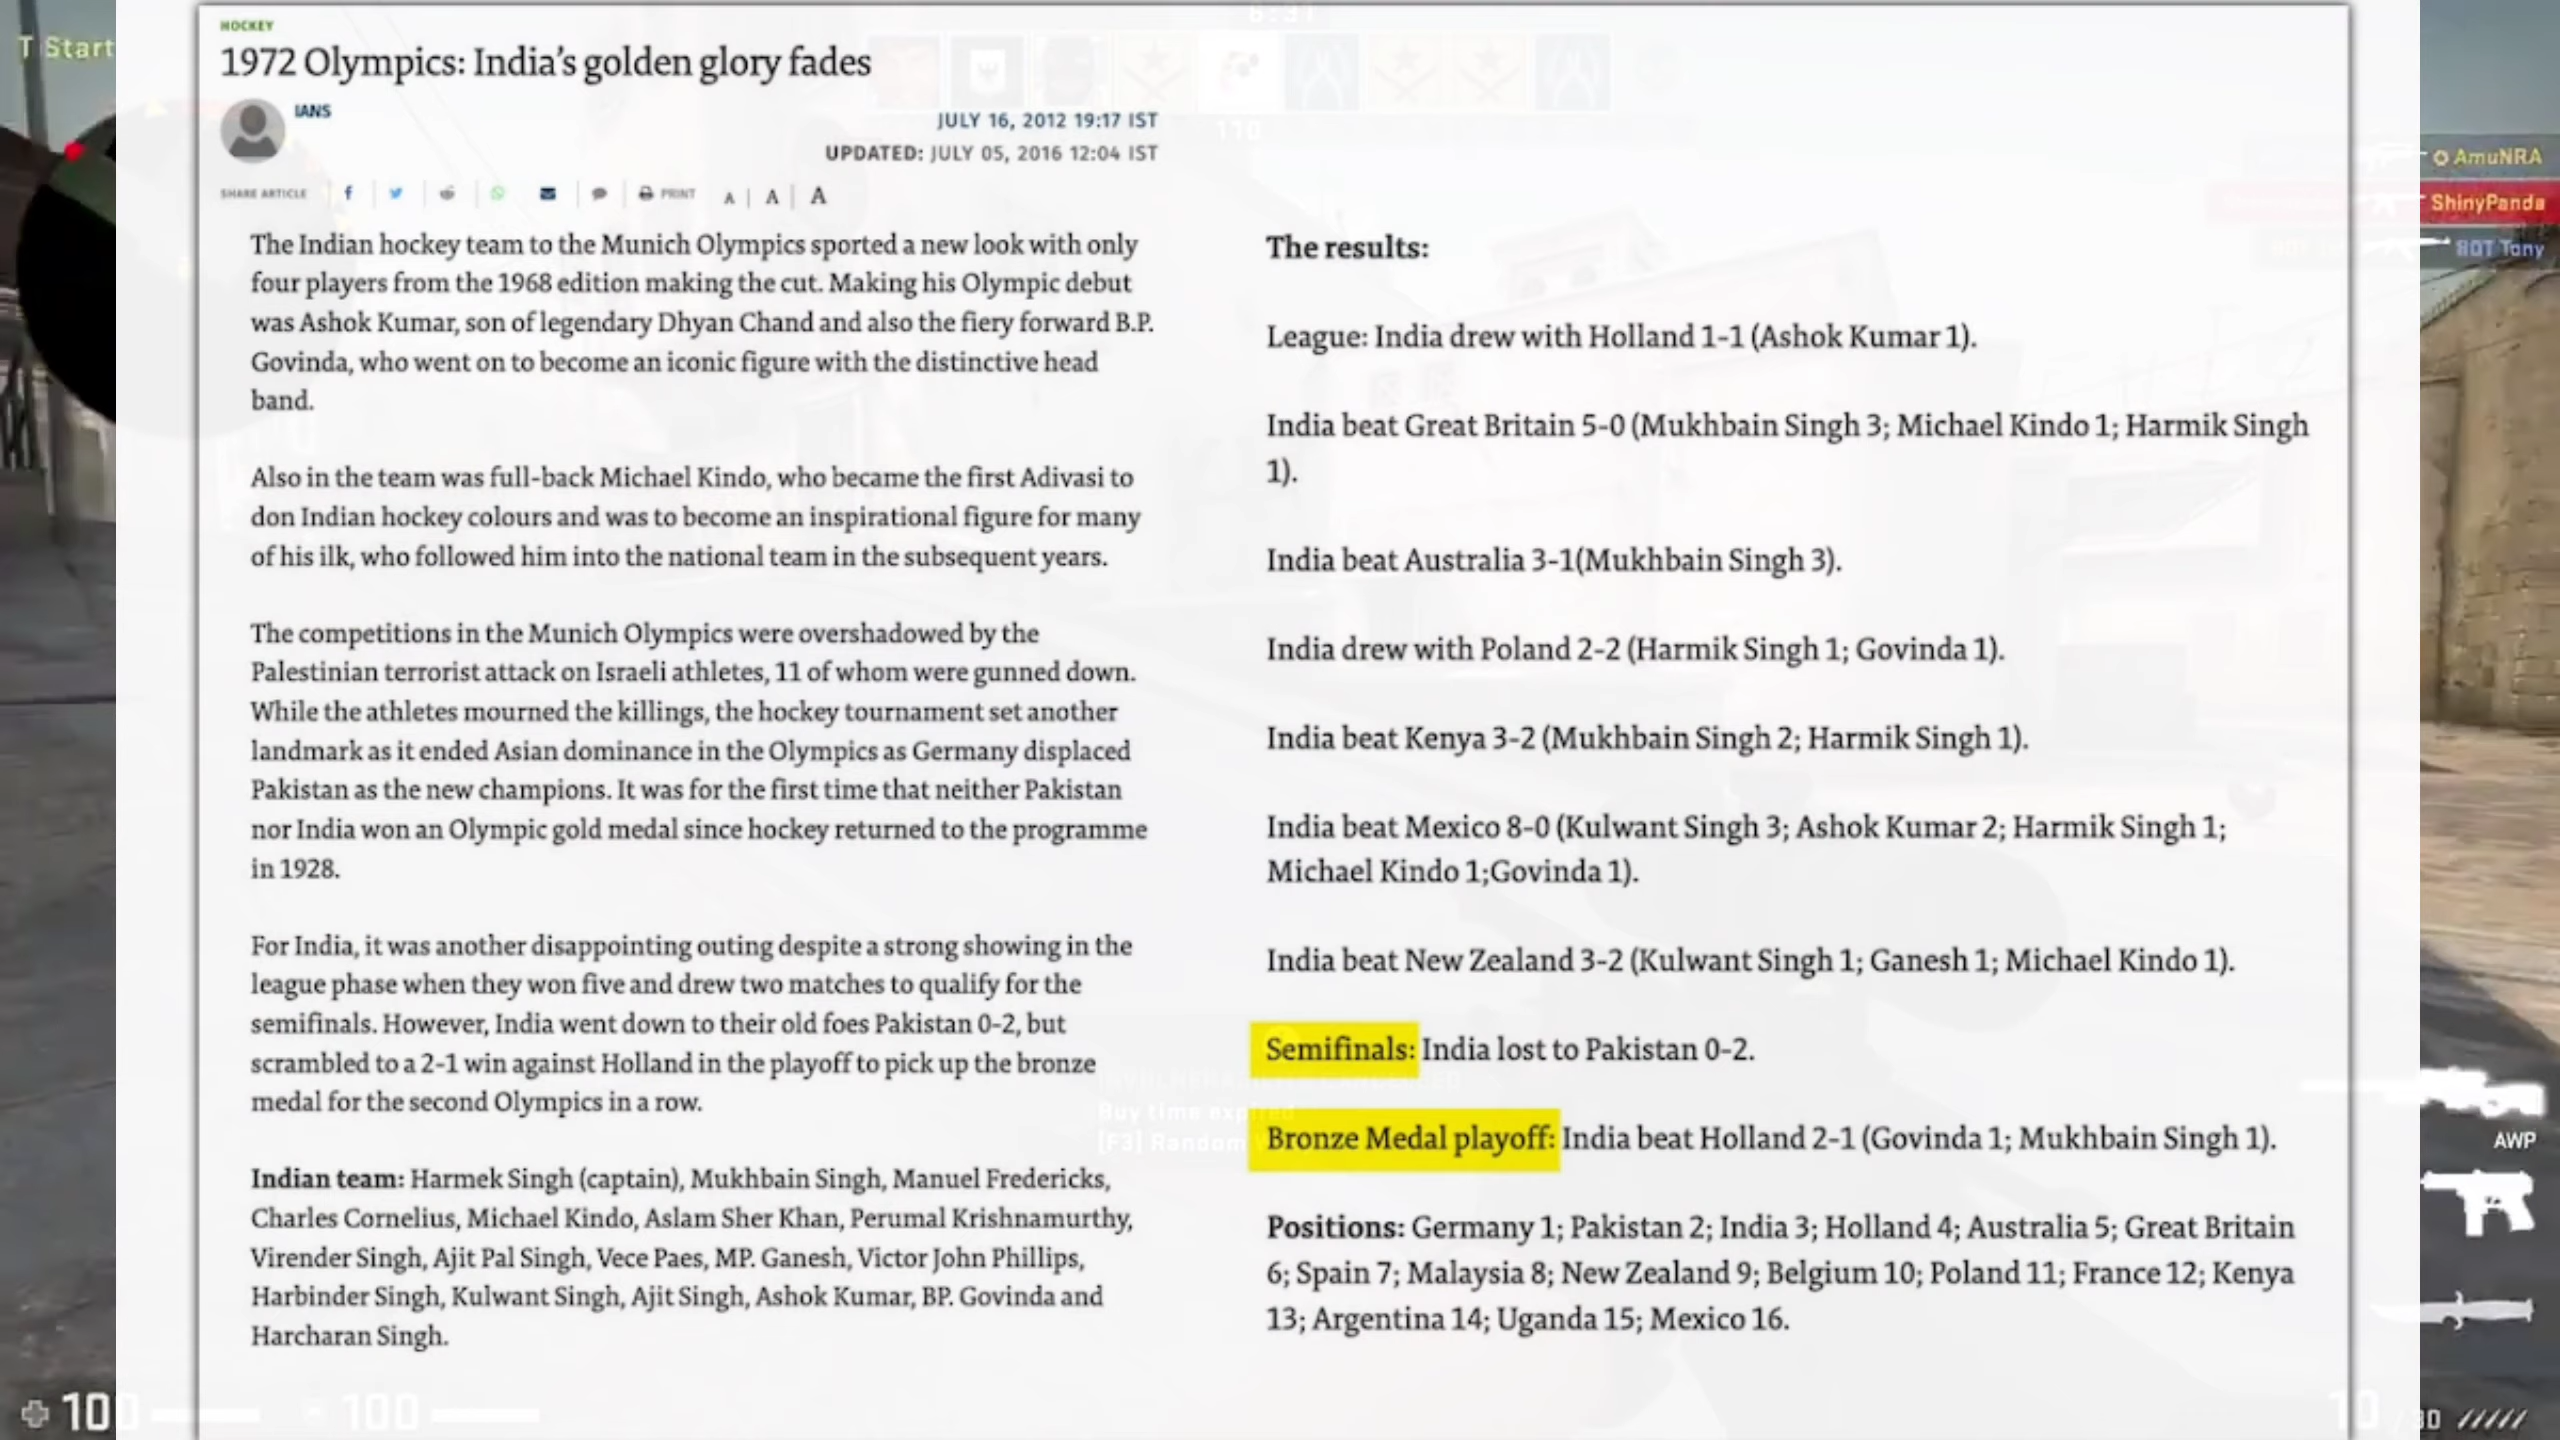 T Start
HOCKEY
1972 Olympics: India's golden glory fades
IANS
JULY 16, 2012 19:17 IST
UPDATED: JULY 05, 2016 12:04 IST
SHARE ARTICLE
PRINT
A | A | A
The Indian hockey team to the Munich Olympics sported a new look with only
four players from the 1968 edition making the cut. Making his Olympic debut
was Ashok Kumar, son of legendary Dhyan Chand and also the fiery forward B.P.
Govinda, who went on to become an iconic figure with the distinctive head
band.
Also in the team was full-back Michael Kindo, who became the first Adivasi to
don Indian hockey colours and was to become an inspirational figure for many
of his ilk, who followed him into the national team in the subsequent years.
The competitions in the Munich Olympics were overshadowed by the
Palestinian terrorist attack on Israeli athletes, 11 of whom were gunned down.
While the athletes mourned the killings, the hockey tournament set another
landmark as it ended Asian dominance in the Olympics as Germany displaced
Pakistan as the new champions. It was for the first time that neither Pakistan
nor India won an Olympic gold medal since hockey returned to the programme
in 1928.
For India, it was another disappointing outing despite a strong showing in the
league phase when they won five and drew two matches to qualify for the
semifinals. However, India went down to their old foes Pakistan 0-2, but
scrambled to a 2-1 win against Holland in the playoff to pick up the bronze
medal for the second Olympics in a row.
Indian team: Harmek Singh (captain), Mukhbain Singh, Manuel Fredericks,
Charles Cornelius, Michael Kindo, Aslam Sher Khan, Perumal Krishnamurthy,
Virender Singh, Ajit Pal Singh, Vece Paes, MP. Ganesh, Victor John Phillips,
Harbinder Singh, Kulwant Singh, Ajit Singh, Ashok Kumar, BP. Govinda and
Harcharan Singh.
The results:
League: India drew with Holland 1-1 (Ashok Kumar 1).
India beat Great Britain 5-0 (Mukhbain Singh 3; Michael Kindo 1; Harmik Singh
1).
India beat Australia 3-1(Mukhbain Singh 3).
India drew with Poland 2-2 (Harmik Singh 1; Govinda 1).
India beat Kenya 3-2 (Mukhbain Singh 2; Harmik Singh 1).
India beat Mexico 8-0 (Kulwant Singh 3; Ashok Kumar 2; Harmik Singh 1;
Michael Kindo 1;Govinda 1).
India beat New Zealand 3-2 (Kulwant Singh 1; Ganesh 1; Michael Kindo 1).
Semifinals: India lost to Pakistan 0-2.
Bronze Medal playoff: India beat Holland 2-1 (Govinda 1; Mukhbain Singh 1).
Positions: Germany 1; Pakistan 2; India 3; Holland 4; Australia 5; Great Britain
6; Spain 7; Malaysia 8; New Zealand 9; Belgium 10; Poland 11; France 12; Kenya
13; Argentina 14; Uganda 15; Mexico 16.
110
AmuNRA
ShinyPanda
BOT Tony
Buy time expired
[F3] Random
AWP
100
100
10